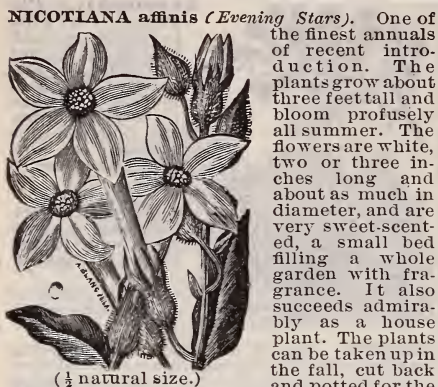 NICOTIANA affinis (Evening Stars). One of
the finest annuals
of recent intro-
duction. The
plants grow about
three feet tall and
bloom profusely
all summer. The
flowers are white,
two or three in-
ches long and
about as much in
diameter, and are
very sweet-scent-
ed, a small bed
filling a whole
garden with fra-
grance. It also
succeeds admira-
bly as a house
plant. The plants
can be taken up in
the fall, cut back
and potted for the
A. BLANC PHILA.
(½ natural size.)